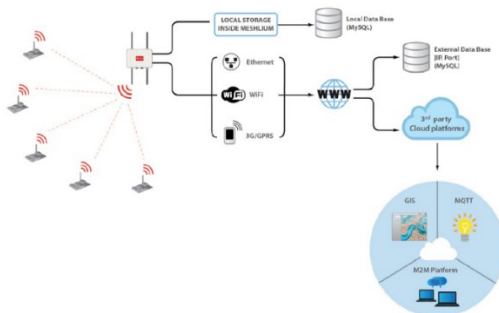 LOCAL STORAGE
INSIDE MESHLIUM
Local Data Base
(MySQL)
Ethernet
WiFi
WiFi
3G/GPRS
WWW
External Data Base
[IP, Port]
(MySQL)
3rd party
Cloud platforms
GIS
MQTT
M2M Platform